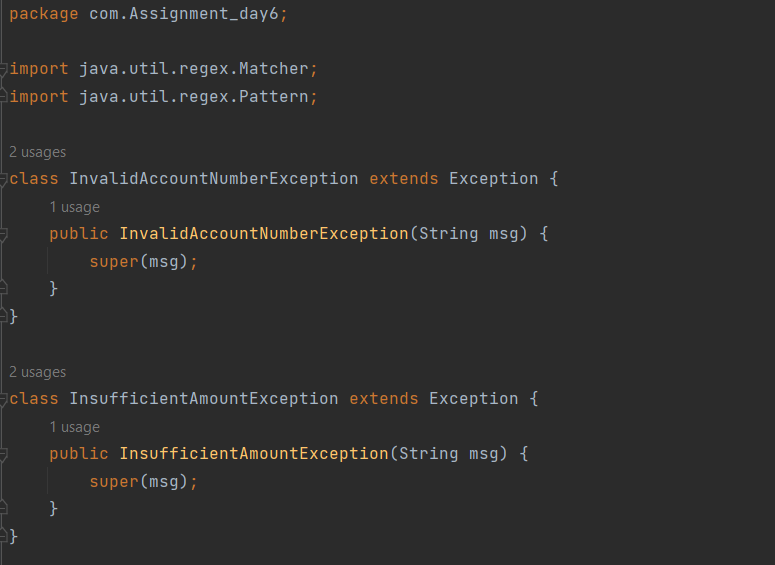 package com.Assignment_day6;
import java.util.regex.Matcher;
import java.util.regex.Pattern;
2 usages
class InvalidAccountNumberException extends Exception {
1 usage
public InvalidAccountNumberException(String msg) {
super(msg);
}
}
2 usages
class InsufficientAmountException extends Exception {
1 usage
public InsufficientAmountException(String msg) {
super(msg);
}
}